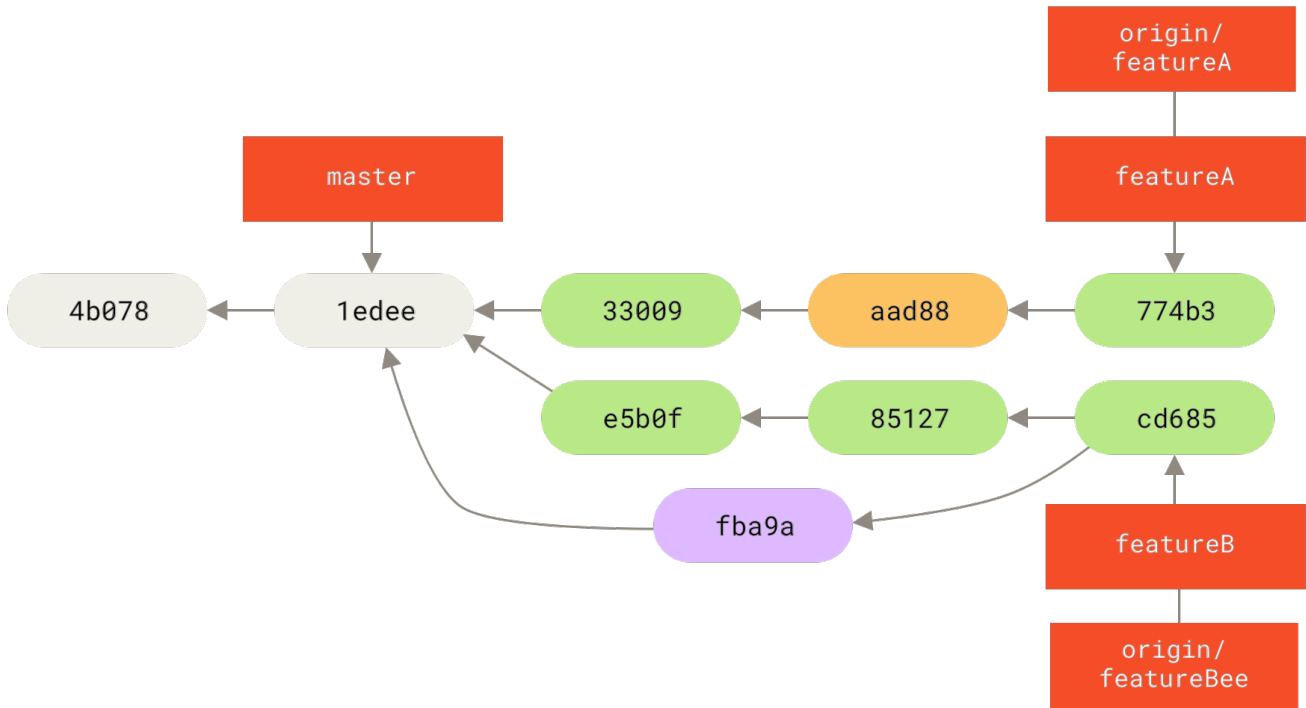 origin/
featureA
master
featureA
4b078
1edee
33009
aad88
774b3
e5b0f
85127
cd685
fba9a
featureB
origin/
featureBee